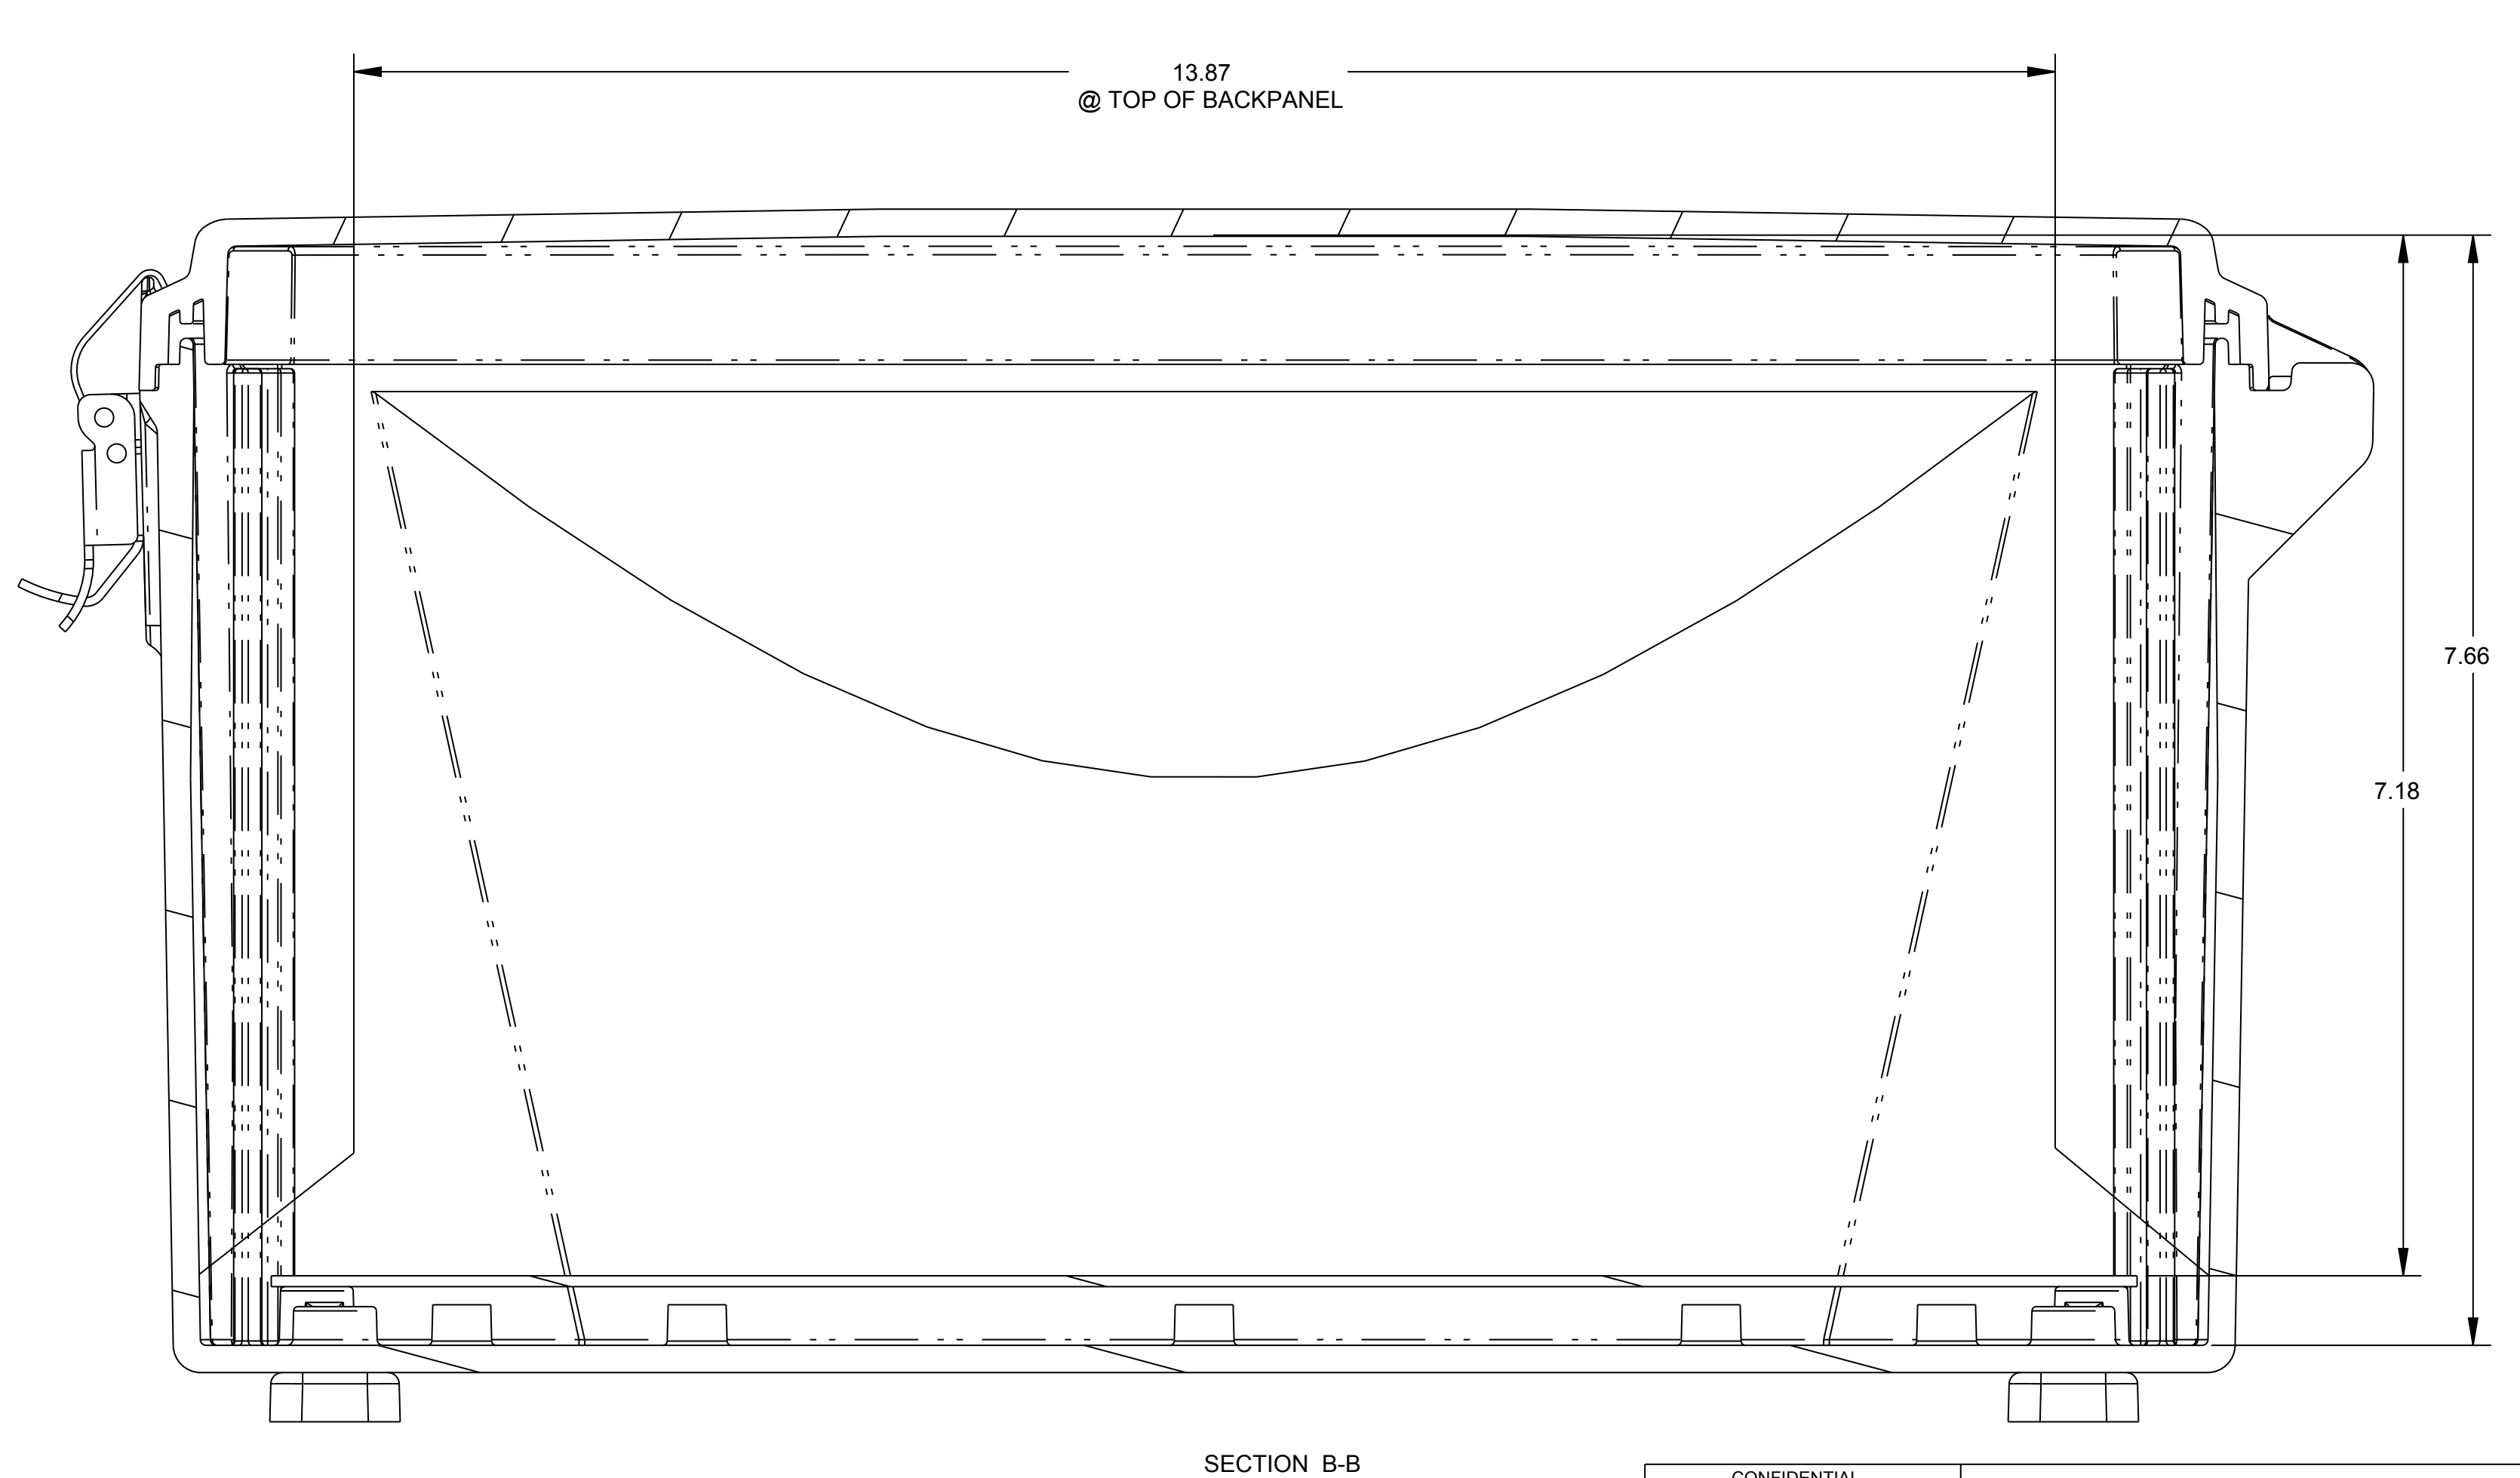 13.87
@ TOP OF BACKPANEL
7.66
7.18
SECTION B-B
CONFIDENTIAL